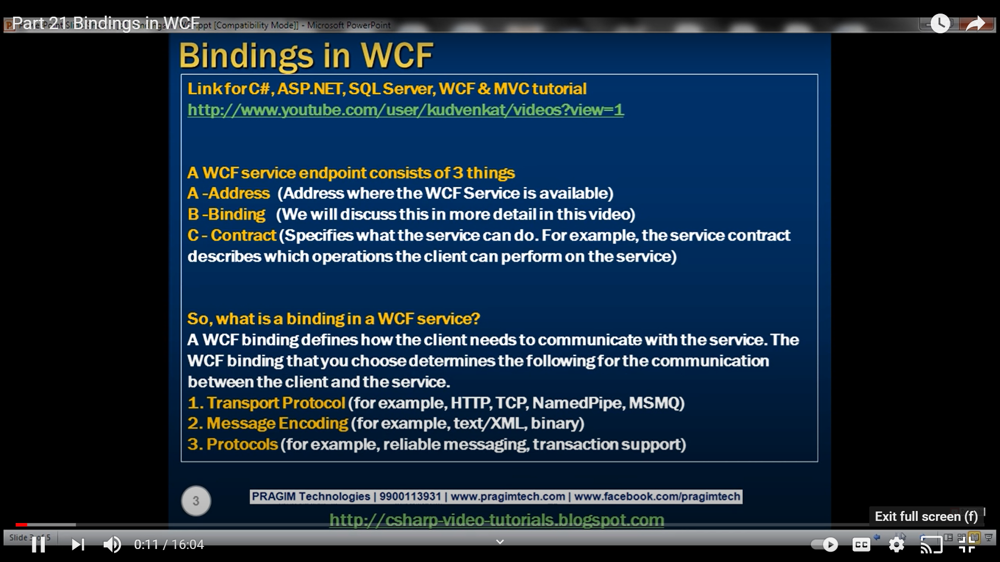 Part 21 Bindings in WCF
.ppt [Compatibility Mode]] - Microsoft PowerPoint
Bindings in WCF
Link for C#, ASP.NET, SQL Server, WCF & MVC tutorial
http://www.youtube.com/user/kudvenkat/videos?view=1
A WCF service endpoint consists of 3 things
A -Address (Address where the WCF Service is available)
B -Binding (We will discuss this in more detail in this video)
C - Contract (Specifies what the service can do. For example, the service contract
describes which operations the client can perform on the service)
So, what is a binding in a WCF service?
A WCF binding defines how the client needs to communicate with the service. The
WCF binding that you choose determines the following for the communication
between the client and the service.
1. Transport Protocol (for example, HTTP, TCP, NamedPipe, MSMQ)
2. Message Encoding (for example, text/XML, binary)
3. Protocols (for example, reliable messaging, transaction support)
3
PRAGIM Technologies | 9900113931 | www.pragimtech.com | www.facebook.com/pragimtech
Exit full screen (f)
http://csharp-video-tutorials.blogspot.com
Slide 3 of 5
0:11 / 16:04
CC